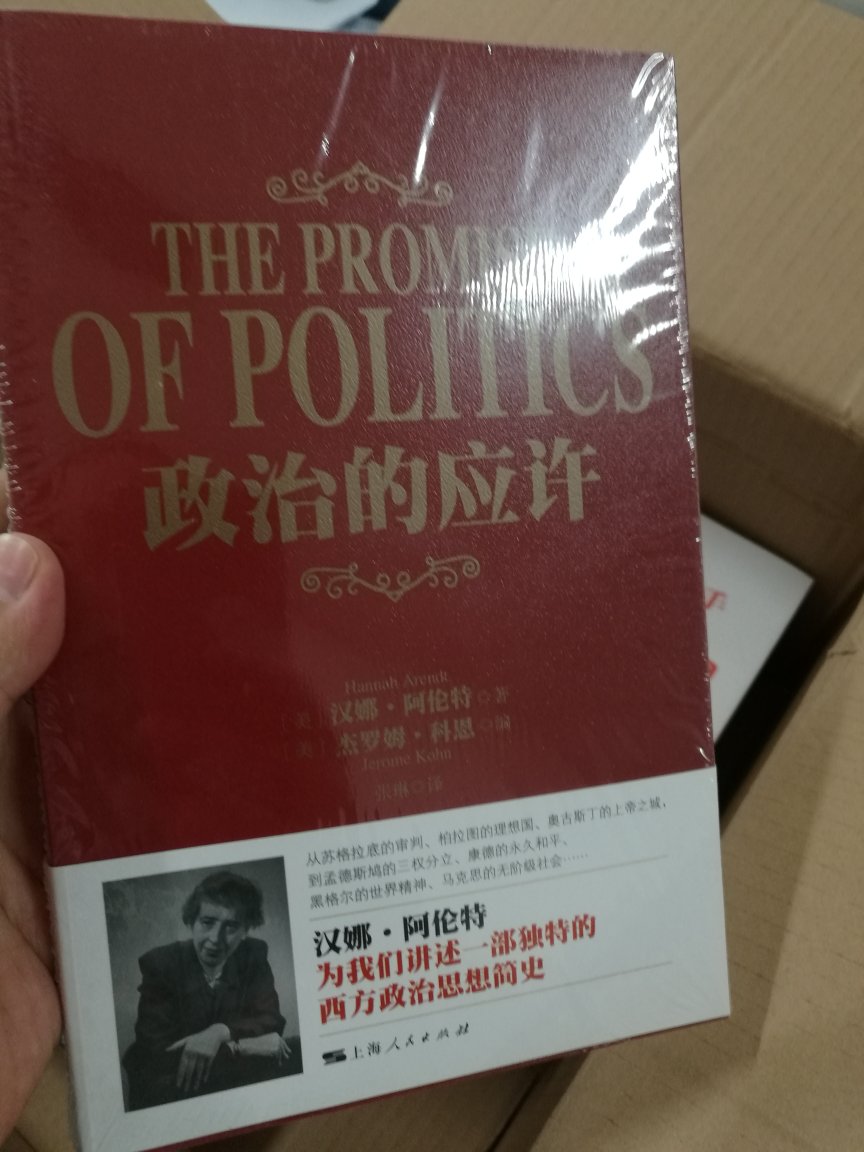 THE PROMIS
OF POLITICS
政治的应许
Hannah Arendt
［美］汉娜·阿伦特◇著
［美］杰罗姆·科恩◇编
Jerome Kohn
张琳◇译
从苏格拉底的审判、柏拉图的理想国、奥古斯丁的上帝之城，
到孟德斯鸠的三权分立、康德的永久和平、
黑格尔的世界精神、马克思的无阶级社会……
汉娜·阿伦特
为我们讲述一部独特的
西方政治思想简史
上海人民出版社